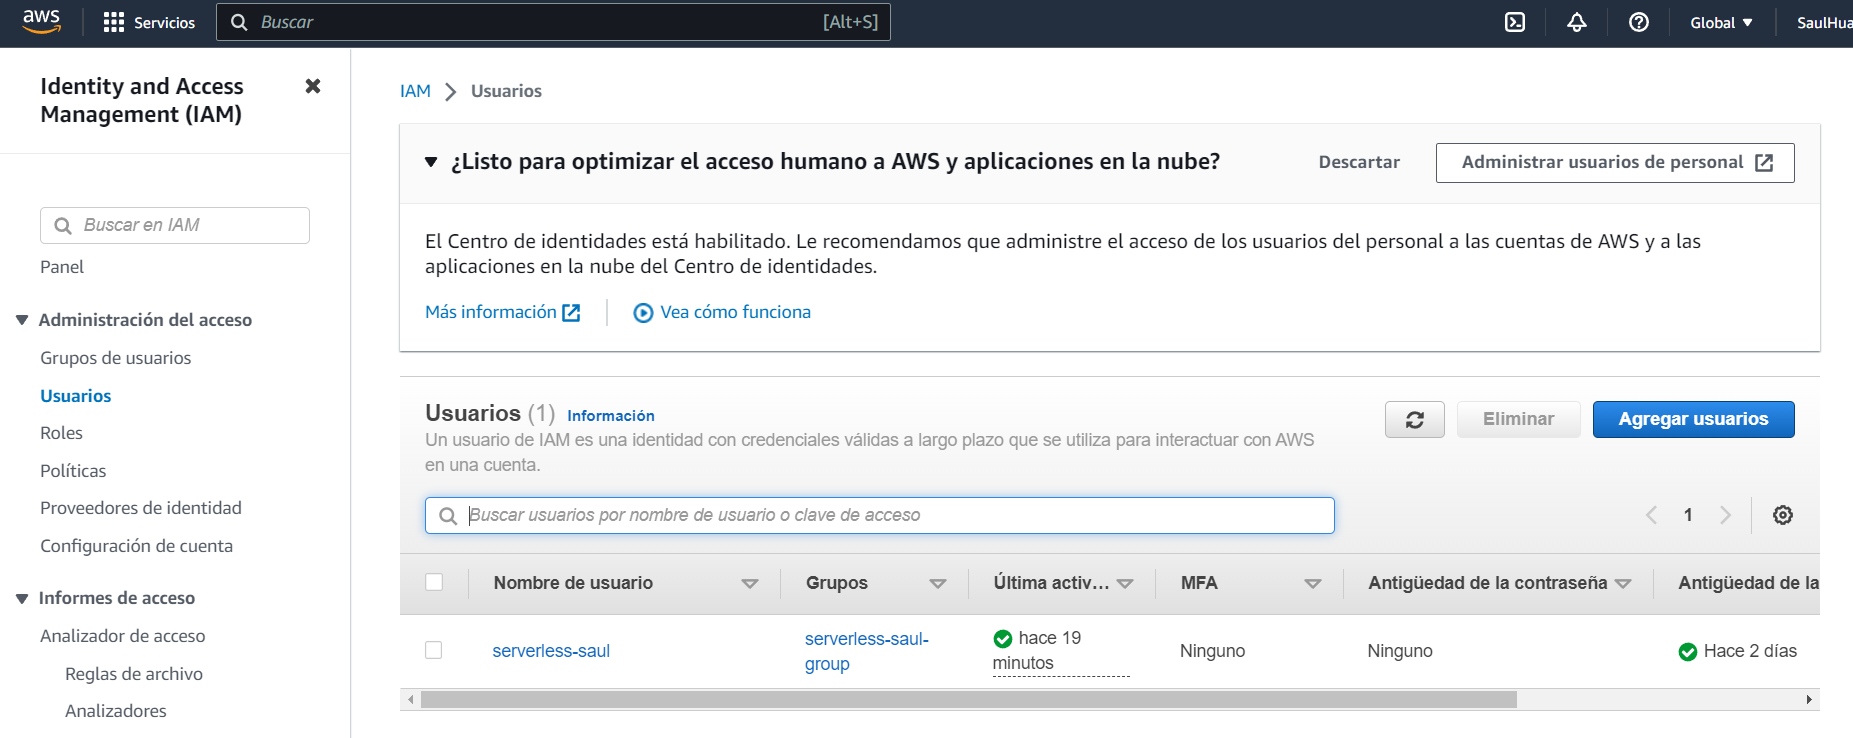 aws
Servicios
Buscar
[Alt+S]
Global
SaulHua
Identity and Access
Management (IAM)
Buscar en IAM
Panel
Administración del acceso
Grupos de usuarios
Usuarios
Roles
Políticas
Proveedores de identidad
Configuración de cuenta
Informes de acceso
Analizador de acceso
Reglas de archivo
Analizadores
IAM
Usuarios
¿Listo para optimizar el acceso humano a AWS y aplicaciones en la nube?
Descartar
Administrar usuarios de personal
El Centro de identidades está habilitado. Le recomendamos que administre el acceso de los usuarios del personal a las cuentas de AWS y a las
aplicaciones en la nube del Centro de identidades.
Más información
Vea cómo funciona
Usuarios (1) Información
Un usuario de IAM es una identidad con credenciales válidas a largo plazo que se utiliza para interactuar con AWS
en una cuenta.
Eliminar
Agregar usuarios
Buscar usuarios por nombre de usuario o clave de acceso
1
Nombre de usuario
Grupos
Última activ...
MFA
Antigüedad de la contraseña
Antigüedad de la
serverless-saul
serverless-saul-
group
hace 19
minutos
Ninguno
Ninguno
Hace 2 días